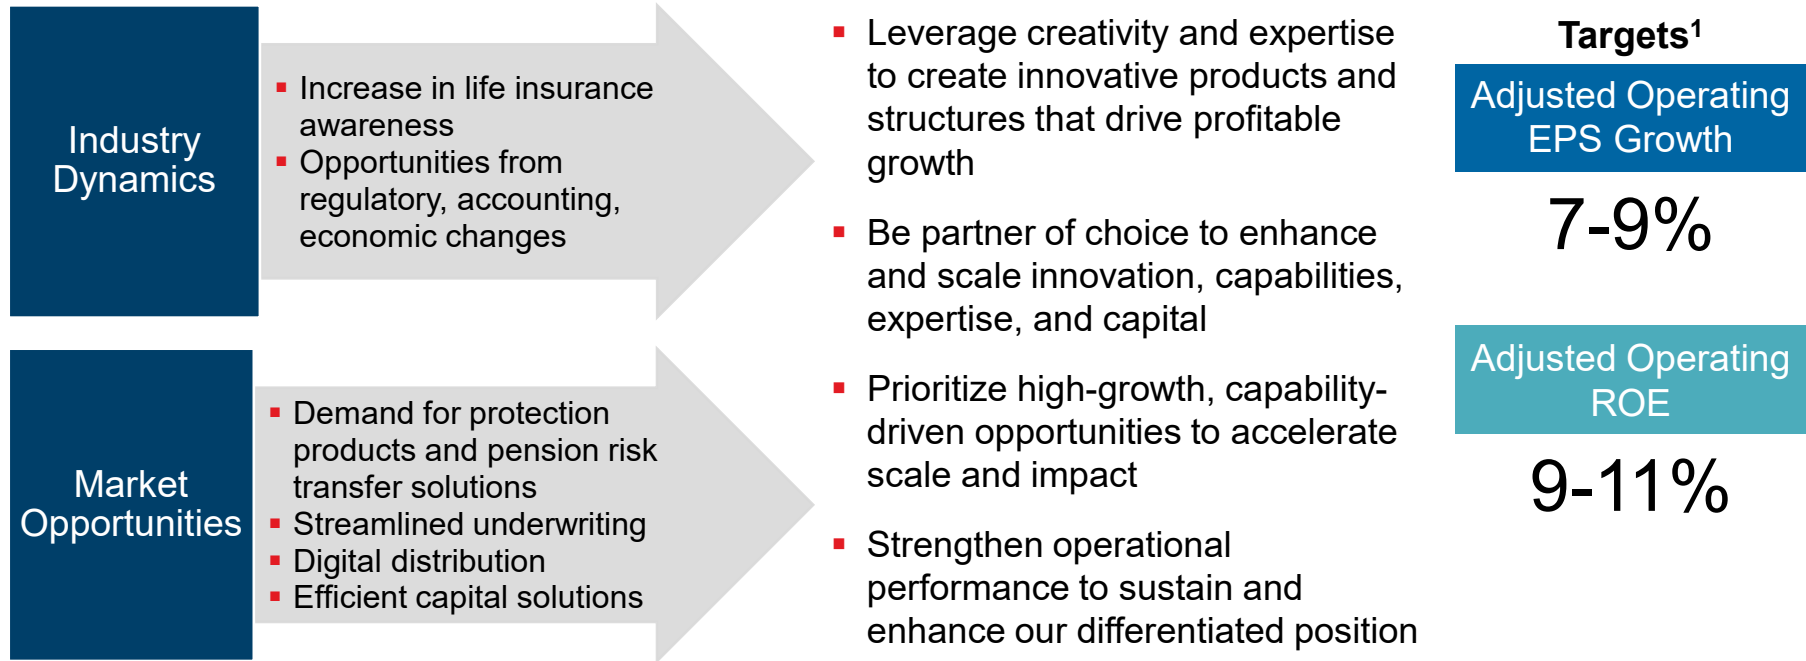 Industry
Dynamics
▪ Increase in life insurance
awareness
▪ Opportunities from
regulatory, accounting,
economic changes
Market
Opportunities
▪ Demand for protection
products and pension risk
transfer solutions
▪ Streamlined underwriting
▪ Digital distribution
▪ Efficient capital solutions
▪ Leverage creativity and expertise
to create innovative products and
structures that drive profitable
growth
▪ Be partner of choice to enhance
and scale innovation, capabilities,
expertise, and capital
▪ Prioritize high-growth, capability-
driven opportunities to accelerate
scale and impact
▪ Strengthen operational
performance to sustain and
enhance our differentiated position
Targets¹
Adjusted Operating
EPS Growth
7-9%
Adjusted Operating
ROE
9-11%